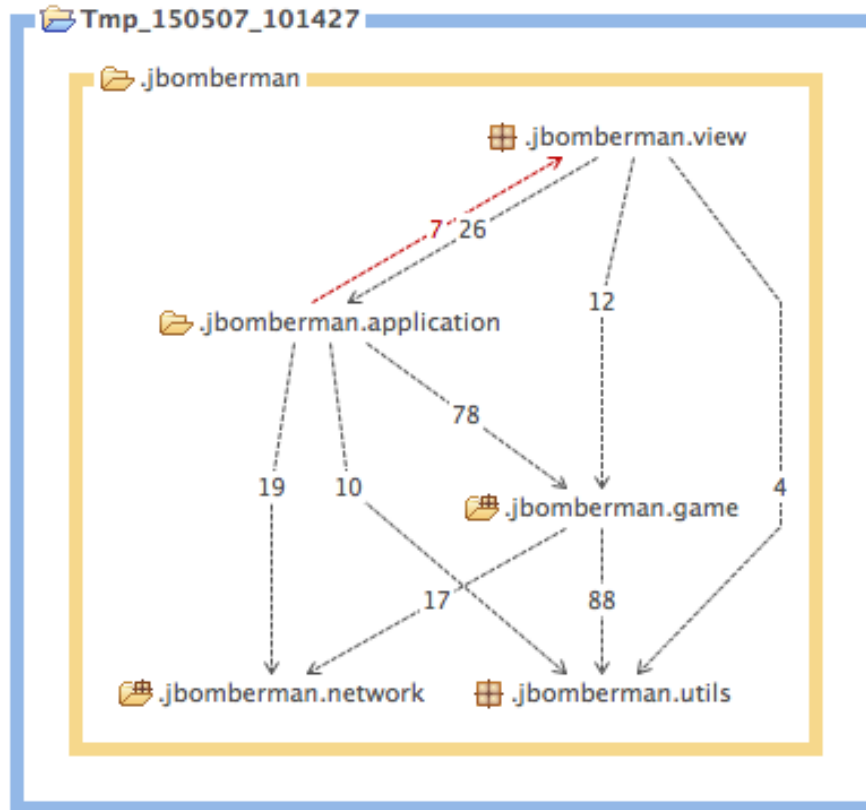 Tmp_150507_101427
.jbomberman
.jbomberman.view
7 26
12
.jbomberman.application
78
19 10 4
.jbomberman.game
17 88
.jbomberman.network .jbomberman.utils